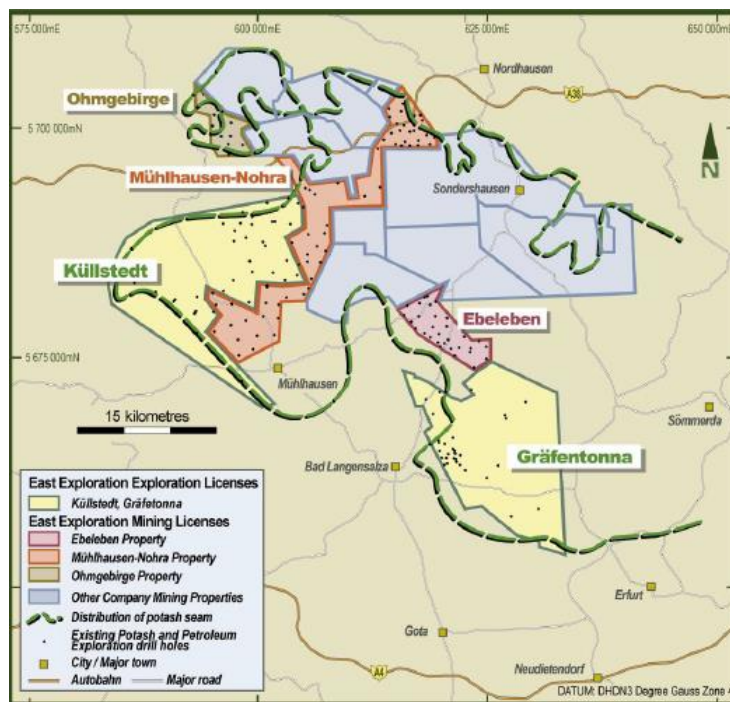 575 000mE
600 000mE
625 000mE
650 000mE
Nordhausen
A38
Ohmgebirge
5 700 000mN
N
Mühlhausen-Nohra
Sondershausen
Küllstedt
Ebeleben
5 675 000mN
Mühlhausen
15 kilometres
Sömmerda
Gräfentonna
Bad Langensalza
East Exploration Exploration Licenses
Küllstedt, Gräfetonna
East Exploration Mining Licenses
Ebeleben Property
Mühlhausen-Nohra Property
Ohmgebirge Property
Other Company Mining Properties
Distribution of potash seam
Existing Potash and Petroleum
Exploration drill holes
City / Major town
Autobahn
Major road
Erfurt
Gota
A4
Neudietendorf
DATUM: DHDN3 Degree Gauss Zone 4